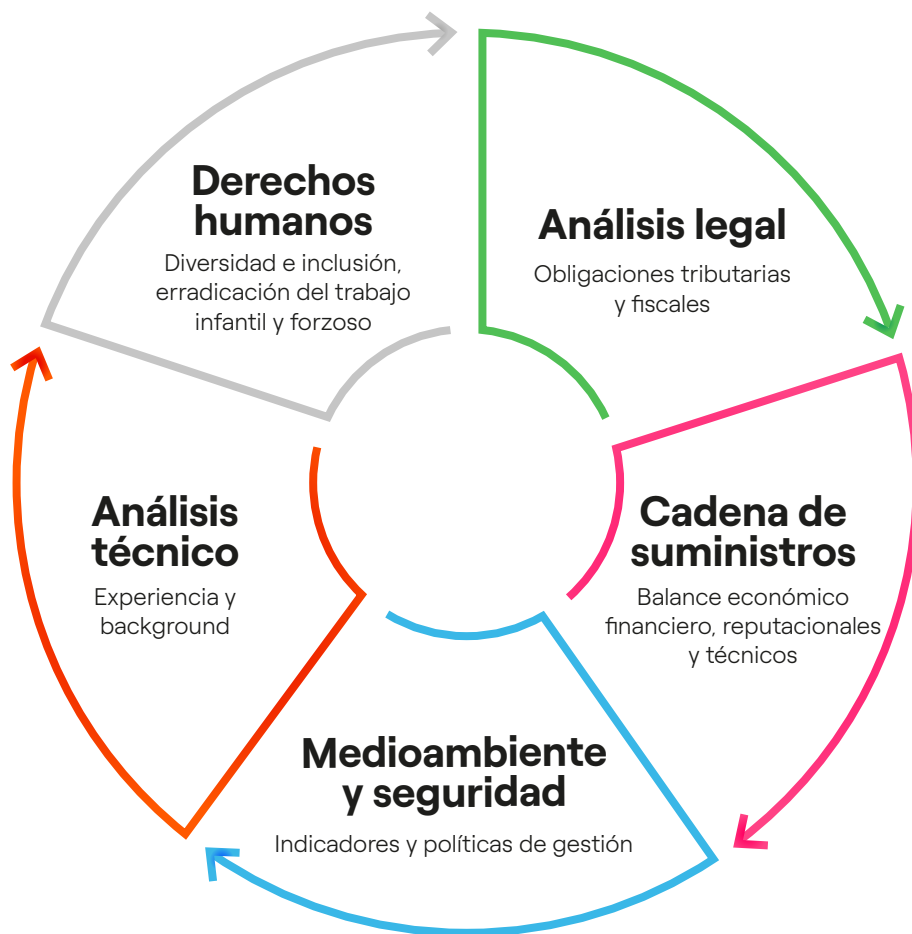 Derechos
humanos
Diversidad e inclusión,
erradicación del trabajo
infantil y forzoso
Análisis legal
Obligaciones tributarias
y fiscales
Cadena de
suministros
Balance económico
financiero, reputacionales
y técnicos
Medioambiente
y seguridad
Indicadores y políticas de gestión
Análisis
técnico
Experiencia y
background